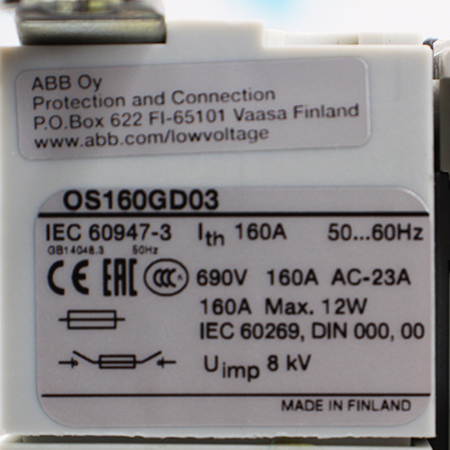 ABB Oy
Protection and Connection
P.O.Box 622 FI-65101 Vaasa Finland
www.abb.com/lowvoltage
OS160GD03
IEC 60947-3 Ith 160A 50...60Hz
GB14048.3 50Hz
CE EAC CCC 690V 160A AC-23A
160A Max. 12W
IEC 60269, DIN 000, 00
Uimp 8 kV
MADE IN FINLAND